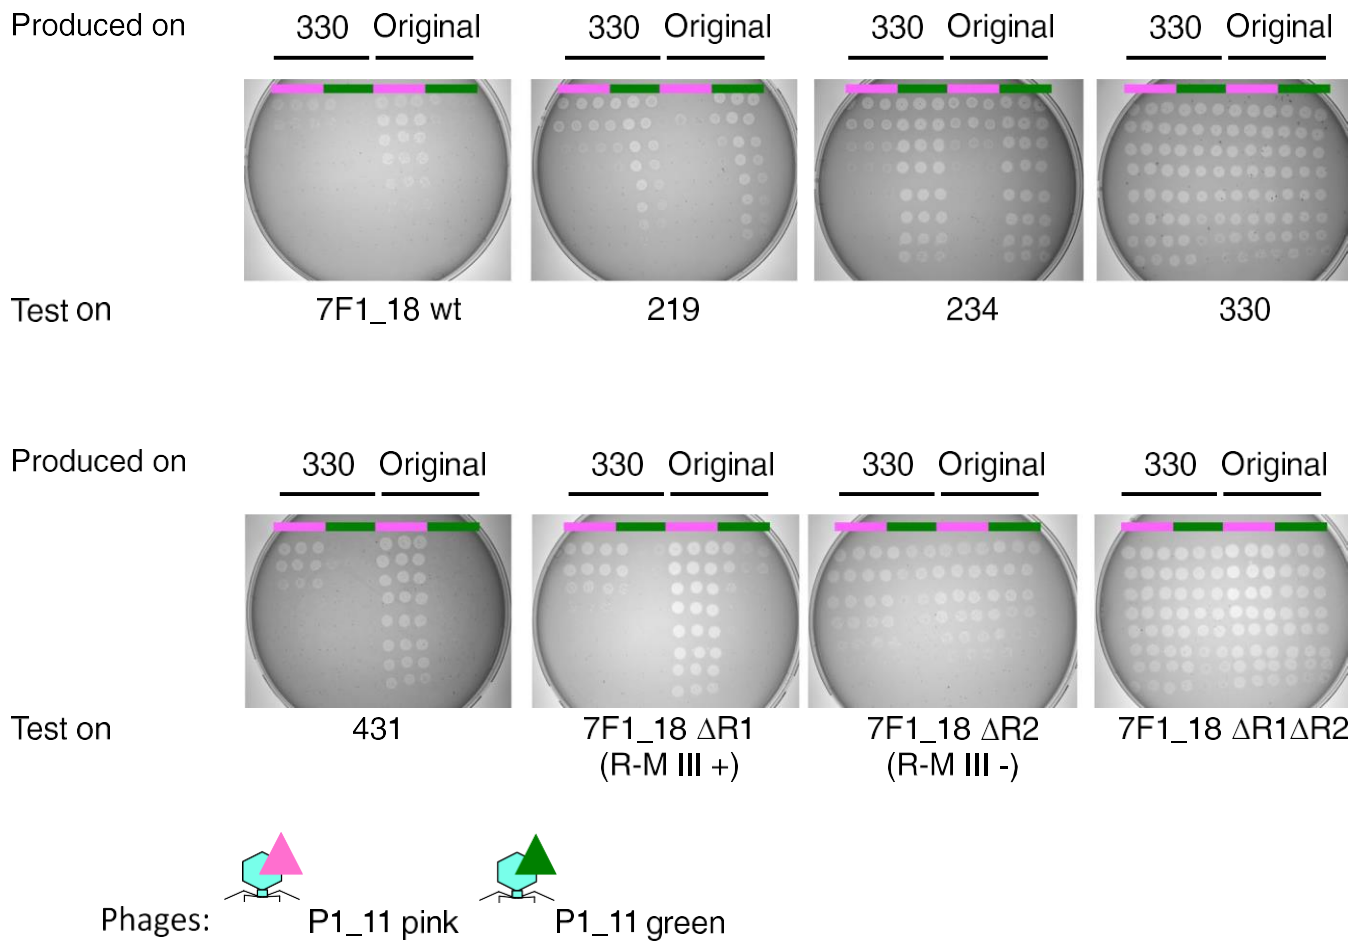 Produced on 330 Original 330 Original 330 Original 330 Original
Test on 7F1_18 wt 219 234 330
Produced on 330 Original 330 Original 330 Original 330 Original
Test on 431 7F1_18 ΔR1 7F1_18 ΔR2 7F1_18 ΔR1ΔR2
(R-M III +) (R-M III -)
Phages: P1_11 pink P1_11 green